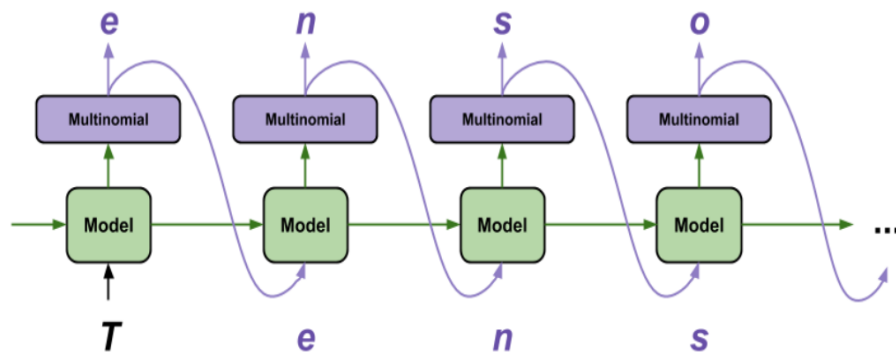 e n s o
Multinomial Multinomial Multinomial Multinomial
Model Model Model Model ...
T e n s